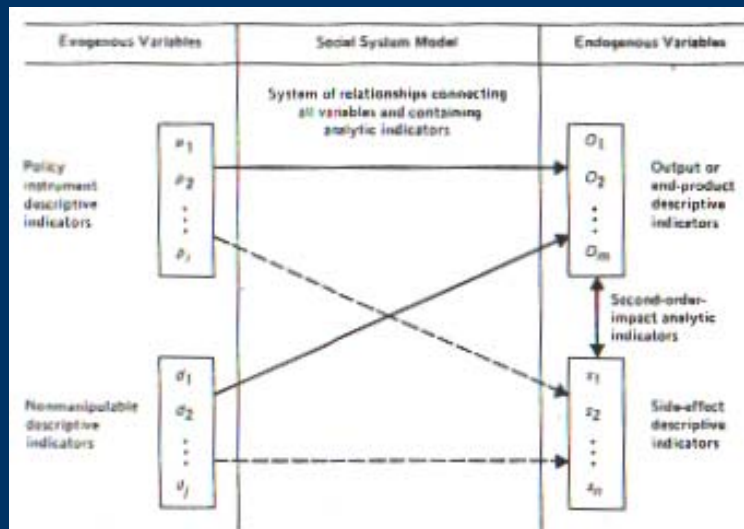 Exogenous Variables
Social System Model
Endogenous Variables
System of relationships connecting
all variables and containing
analytic indicators
Policy
instrument
descriptive
indicators
p1
p2
⋮
pi
O1
O2
⋮
Om
Output or
end-product
descriptive
indicators
Second-order-
impact analytic
indicators
Nonmanipulable
descriptive
indicators
d1
d2
⋮
dj
s1
s2
⋮
sn
Side-effect
descriptive
indicators